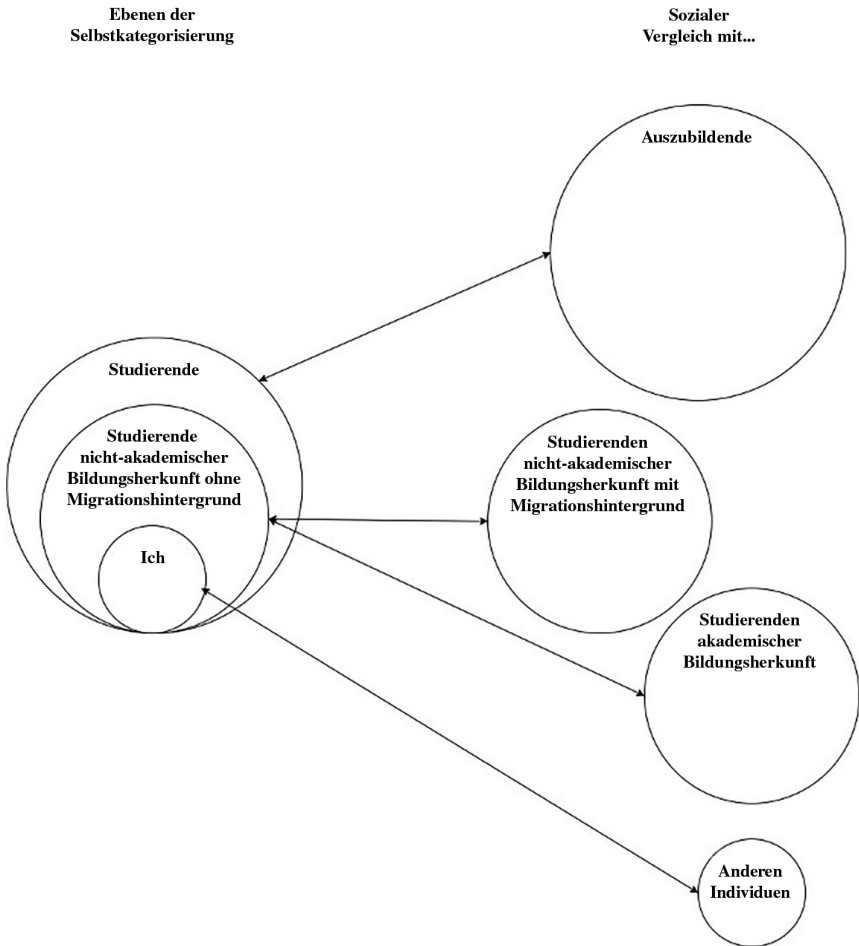 Ebenen der
Selbstkategorisierung
Sozialer
Vergleich mit...
Auszubildende
Studierende
Studierende
nicht-akademischer
Bildungsherkunft ohne
Migrationshintergrund
Ich
Studierenden
nicht-akademischer
Bildungsherkunft mit
Migrationshintergrund
Studierenden
akademischer
Bildungsherkunft
Anderen
Individuen